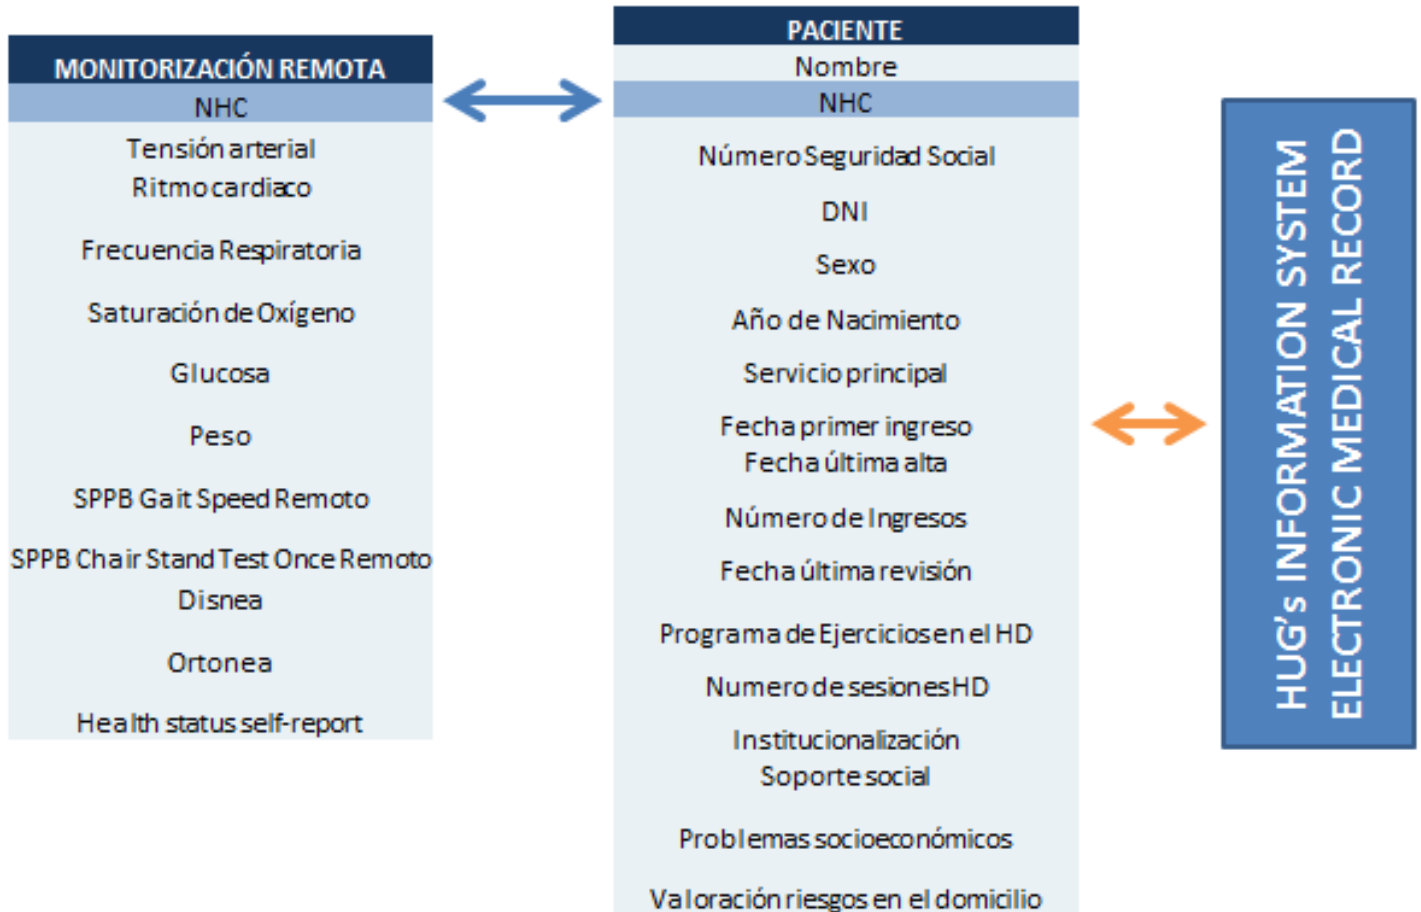 MONITORIZACIÓN REMOTA
NHC
Tensión arterial
Ritmo cardiaco
Frecuencia Respiratoria
Saturación de Oxígeno
Glucosa
Peso
SPPB Gait Speed Remoto
SPPB Chair Stand Test Once Remoto
Disnea
Ortonea
Health status self-report
PACIENTE
Nombre
NHC
Número Seguridad Social
DNI
Sexo
Año de Nacimiento
Servicio principal
Fecha primer ingreso
Fecha última alta
Número de Ingresos
Fecha última revisión
Programa de Ejercicios en el HD
Numero de sesiones HD
Institucionalización
Soporte social
Problemas socioeconómicos
Valoración riesgos en el domicilio
HUG's INFORMATION SYSTEM
ELECTRONIC MEDICAL RECORD